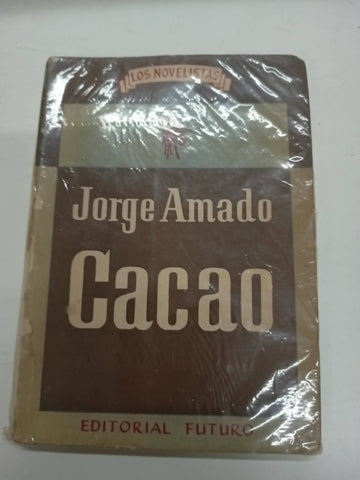 LOS NOVELISTAS
Jorge Amado
Cacao
EDITORIAL FUTURO